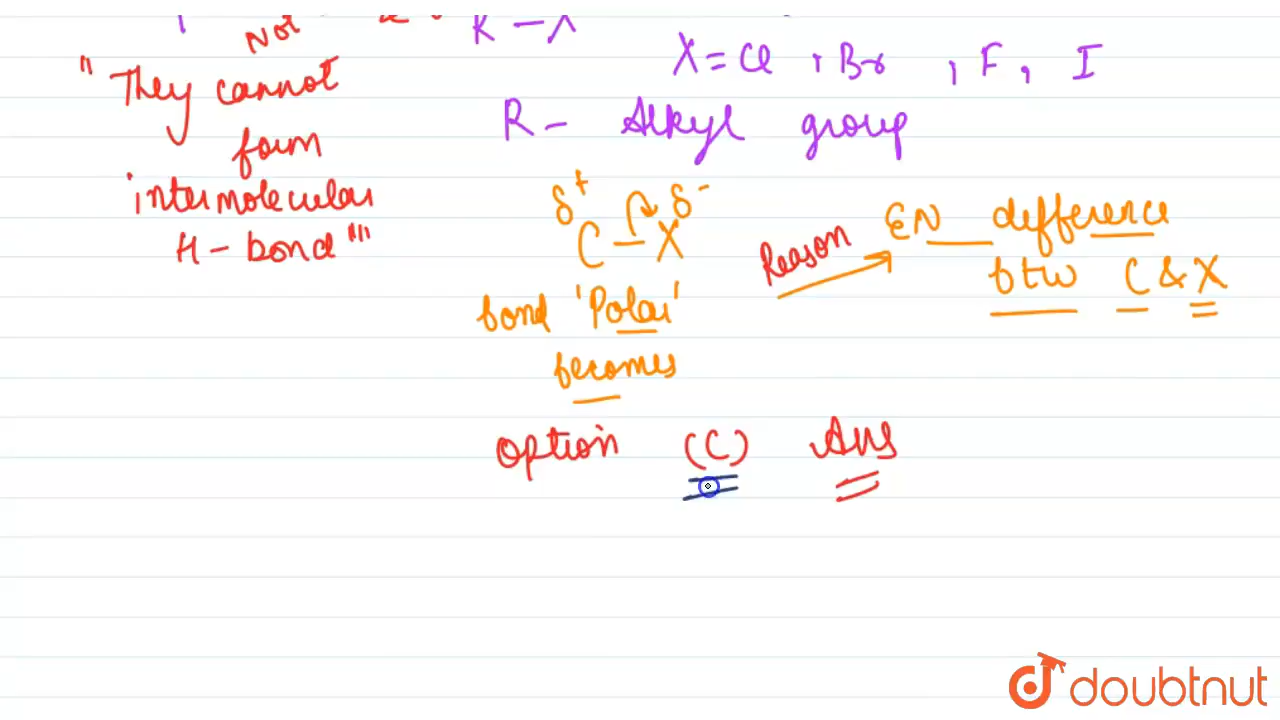 Not
R - X
"They cannot
form
intermolecular
H - bond"
X = Cl , Br , F , I
R - Alkyl group
δ+ δ-
C - X
bond 'Polar'
becomes
Reason
EN difference
btw C & X
Option (C) Ans
doubtnut